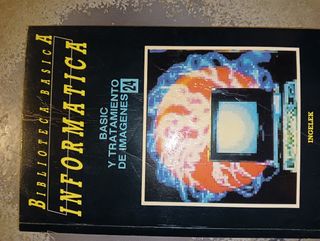 BIBLIOTECA BASICA
INFORMATICA
BASIC
Y TRATAMIENTO
DE IMAGENES 24
INGELEK